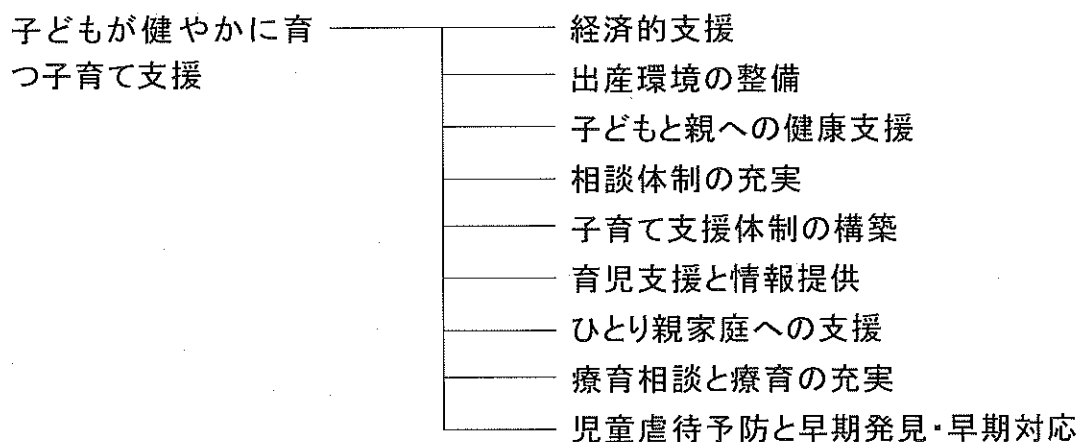 子どもが健やかに育
つ子育て支援
経済的支援
出産環境の整備
子どもと親への健康支援
相談体制の充実
子育て支援体制の構築
育児支援と情報提供
ひとり親家庭への支援
療育相談と療育の充実
児童虐待予防と早期発見・早期対応